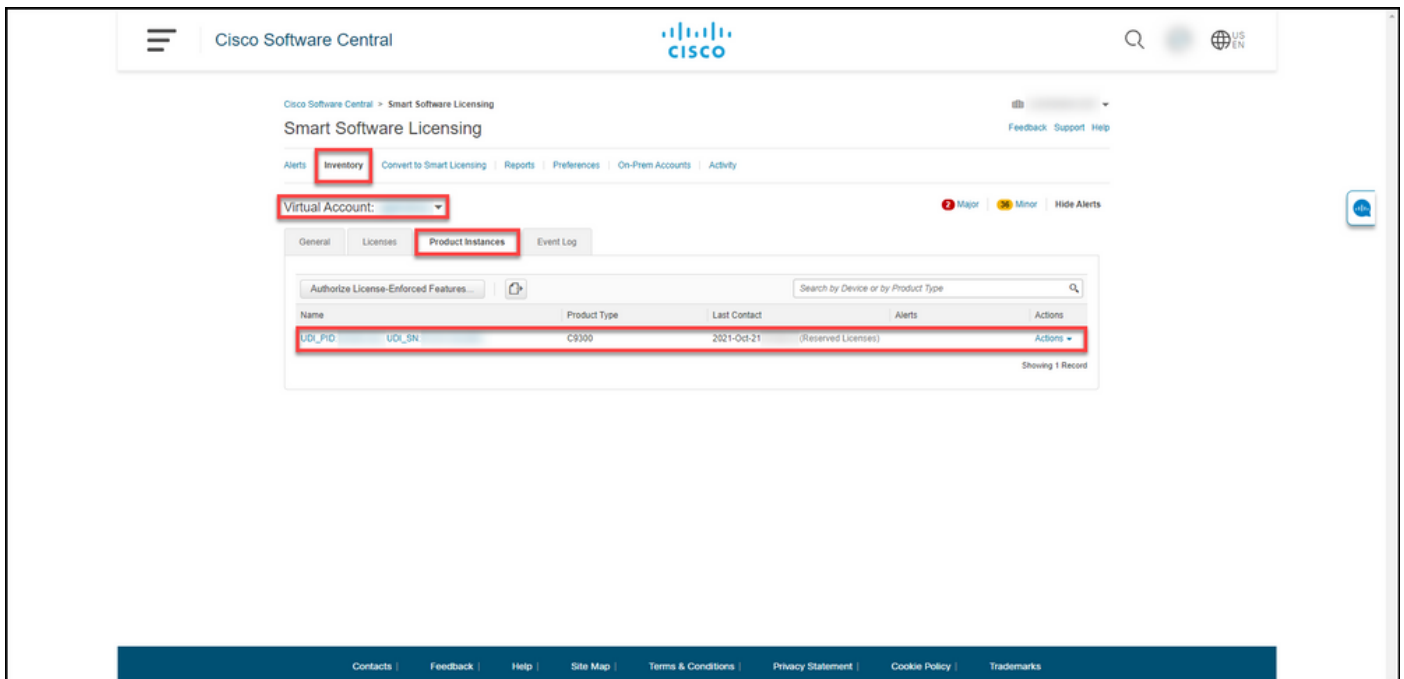 Cisco Software Central
CISCO
US
EN
Cisco Software Central > Smart Software Licensing
Smart Software Licensing
Feedback Support Help
Alerts Inventory Convert to Smart Licensing Reports Preferences On-Prem Accounts Activity
Virtual Account:
2 Major 36 Minor Hide Alerts
General Licenses Product Instances Event Log
Authorize License-Enforced Features... Search by Device or by Product Type
Name Product Type Last Contact Alerts Actions
UDI_PID: UDI_SN: C9300 2021-Oct-21 (Reserved Licenses) Actions
Showing 1 Record
Contacts | Feedback | Help | Site Map | Terms & Conditions | Privacy Statement | Cookie Policy | Trademarks